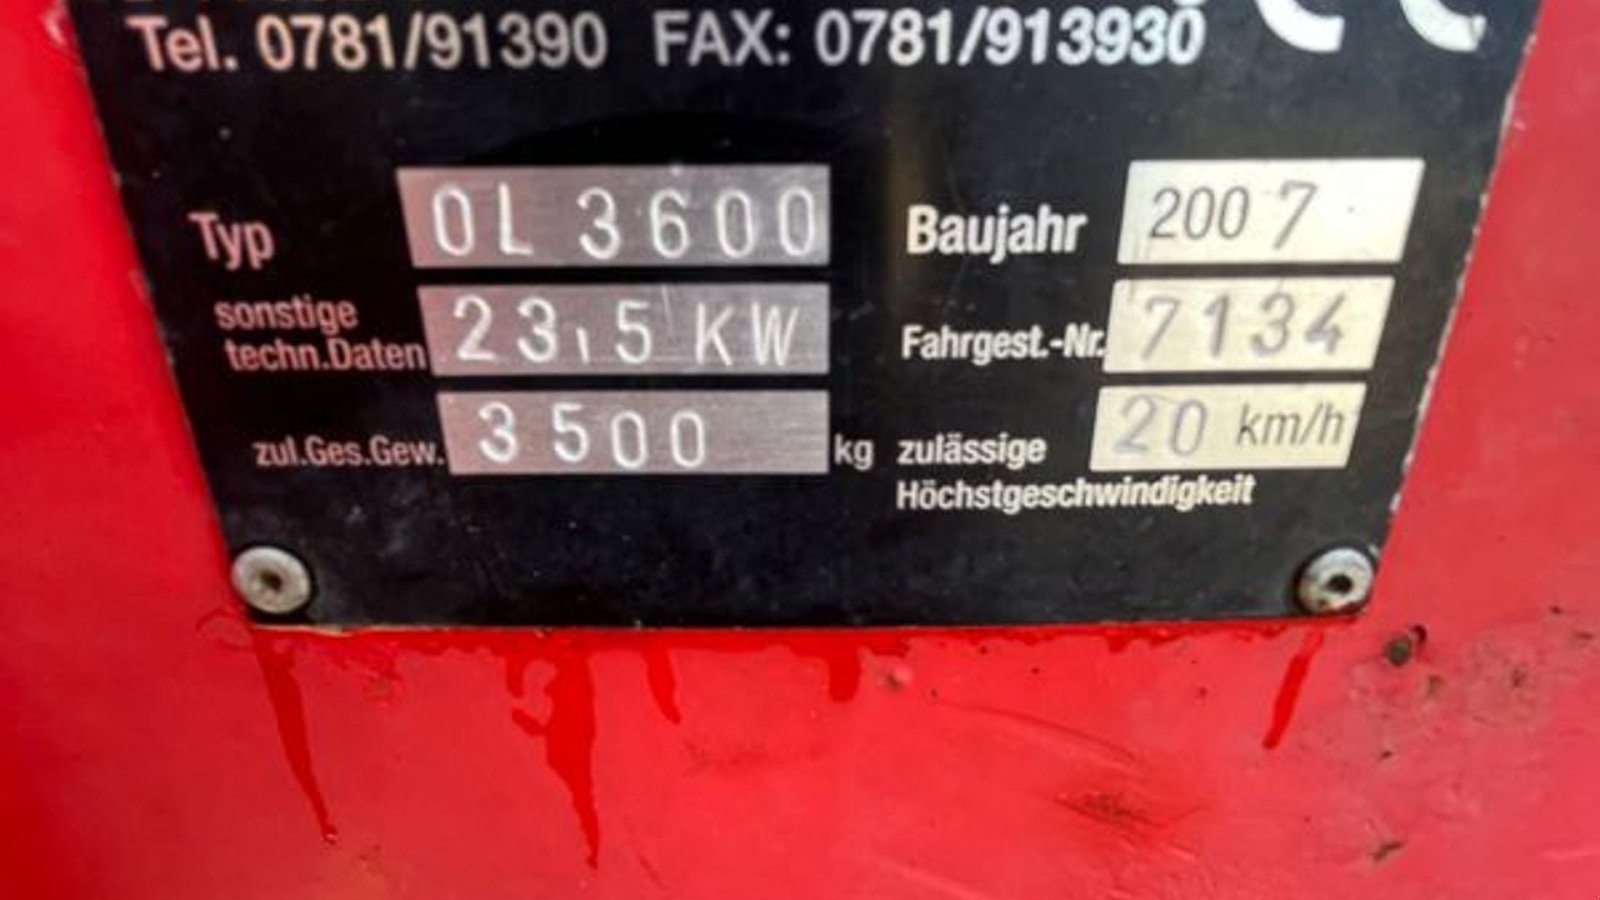 Tel. 0781/91390 FAX: 0781/913930 CE
Typ OL 3600 Baujahr 2007
sonstige
techn.Daten 23,5 KW Fahrgest.-Nr. 7134
zul.Ges.Gew. 3500 kg zulässige 20 km/h
Höchstgeschwindigkeit